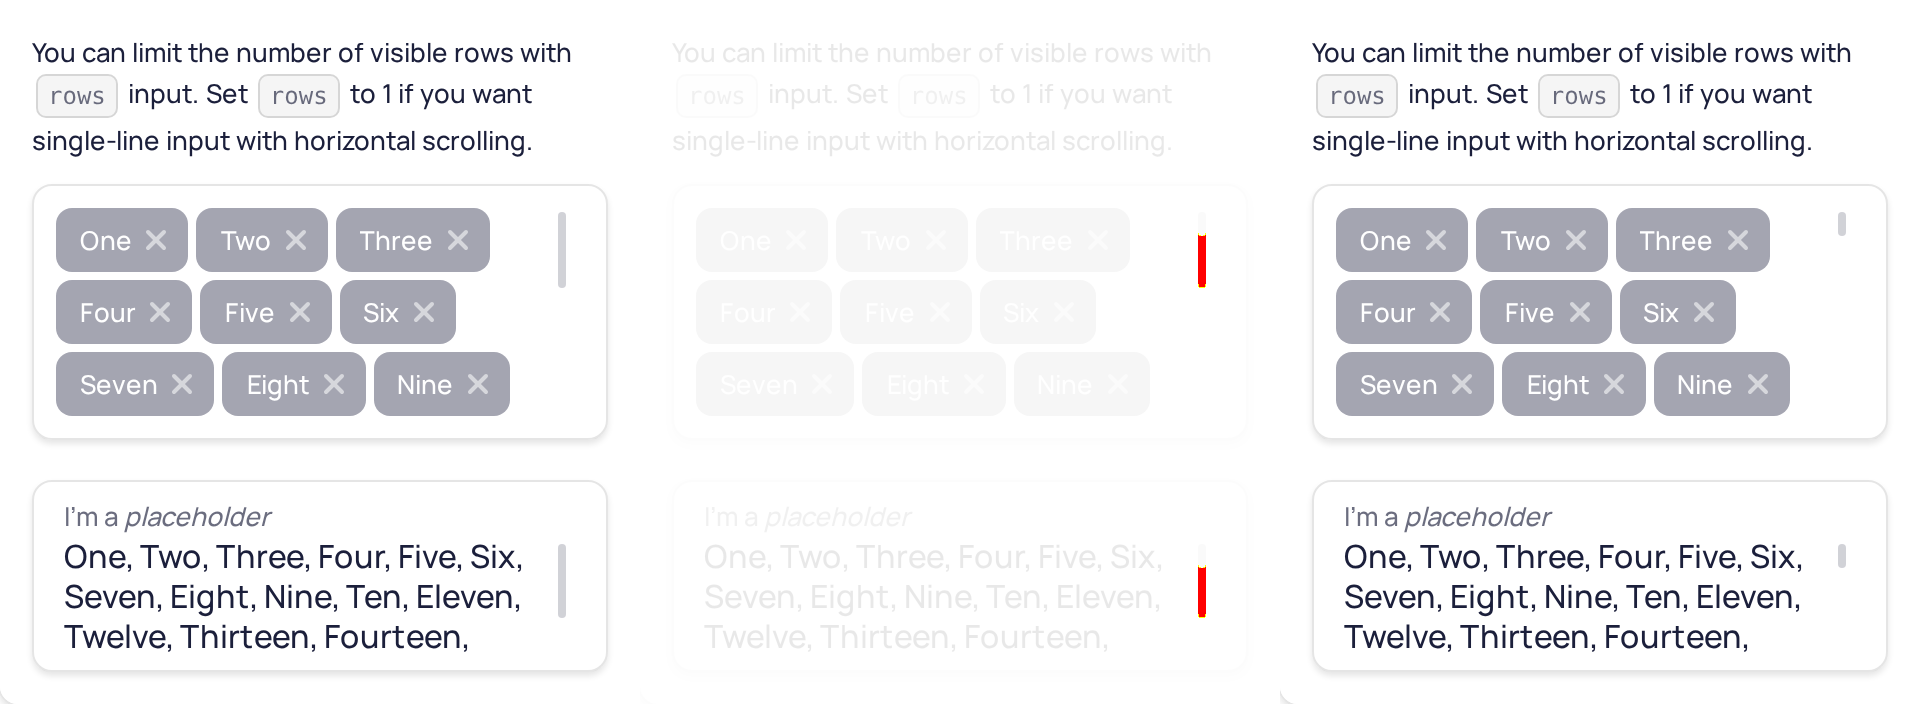 You can limit the number of visible rows with
rows input. Set rows to 1 if you want
single-line input with horizontal scrolling.
One Two Three
Four Five Six
Seven Eight Nine
I'm a placeholder
One, Two, Three, Four, Five, Six,
Seven, Eight, Nine, Ten, Eleven,
Twelve, Thirteen, Fourteen,
You can limit the number of visible rows with
rows input. Set rows to 1 if you want
single-line input with horizontal scrolling.
One Two Three
Four Five Six
Seven Eight Nine
I'm a placeholder
One, Two, Three, Four, Five, Six,
Seven, Eight, Nine, Ten, Eleven,
Twelve, Thirteen, Fourteen,
You can limit the number of visible rows with
rows input. Set rows to 1 if you want
single-line input with horizontal scrolling.
One Two Three
Four Five Six
Seven Eight Nine
I'm a placeholder
One, Two, Three, Four, Five, Six,
Seven, Eight, Nine, Ten, Eleven,
Twelve, Thirteen, Fourteen,